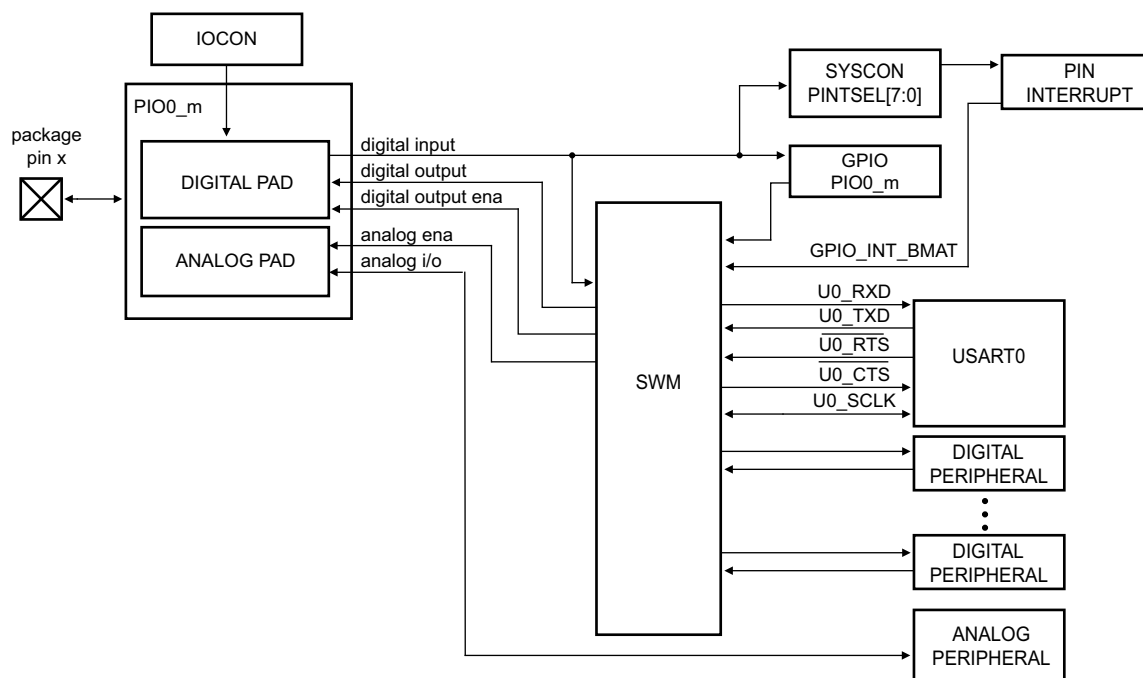 IOCON
PIO0_m
package
pin x
DIGITAL PAD
ANALOG PAD
digital input
digital output
digital output ena
analog ena
analog i/o
SYSCON
PINTSEL[7:0]
PIN
INTERRUPT
GPIO
PIO0_m
GPIO_INT_BMAT
SWM
U0_RXD
U0_TXD
U0_RTS
U0_CTS
U0_SCLK
USART0
DIGITAL
PERIPHERAL
DIGITAL
PERIPHERAL
ANALOG
PERIPHERAL